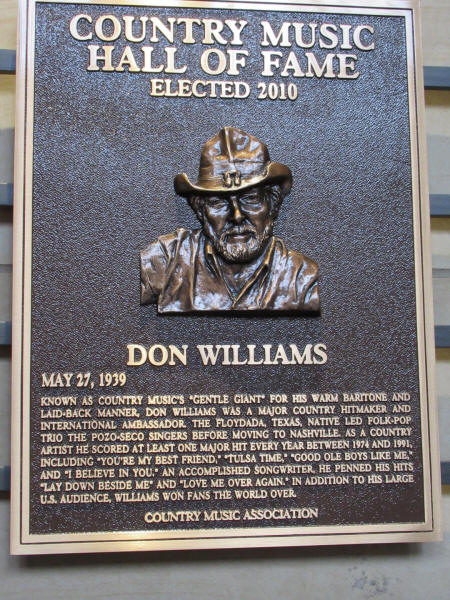 COUNTRY MUSIC
HALL OF FAME
ELECTED 2010
DON WILLIAMS
MAY 27, 1939
KNOWN AS COUNTRY MUSIC'S "GENTLE GIANT" FOR HIS WARM BARITONE AND
LAID-BACK MANNER, DON WILLIAMS WAS A MAJOR COUNTRY HITMAKER AND
INTERNATIONAL AMBASSADOR. THE FLOYDADA, TEXAS, NATIVE LED FOLK-POP
TRIO THE POZO-SECO SINGERS BEFORE MOVING TO NASHVILLE. AS A COUNTRY
ARTIST HE SCORED AT LEAST ONE MAJOR HIT EVERY YEAR BETWEEN 1974 AND 1991,
INCLUDING "YOU'RE MY BEST FRIEND," "TULSA TIME," "GOOD OLE BOYS LIKE ME,"
AND "I BELIEVE IN YOU." AN ACCOMPLISHED SONGWRITER, HE PENNED HIS HITS
"LAY DOWN BESIDE ME" AND "LOVE ME OVER AGAIN." IN ADDITION TO HIS LARGE
U.S. AUDIENCE, WILLIAMS WON FANS THE WORLD OVER.
COUNTRY MUSIC ASSOCIATION